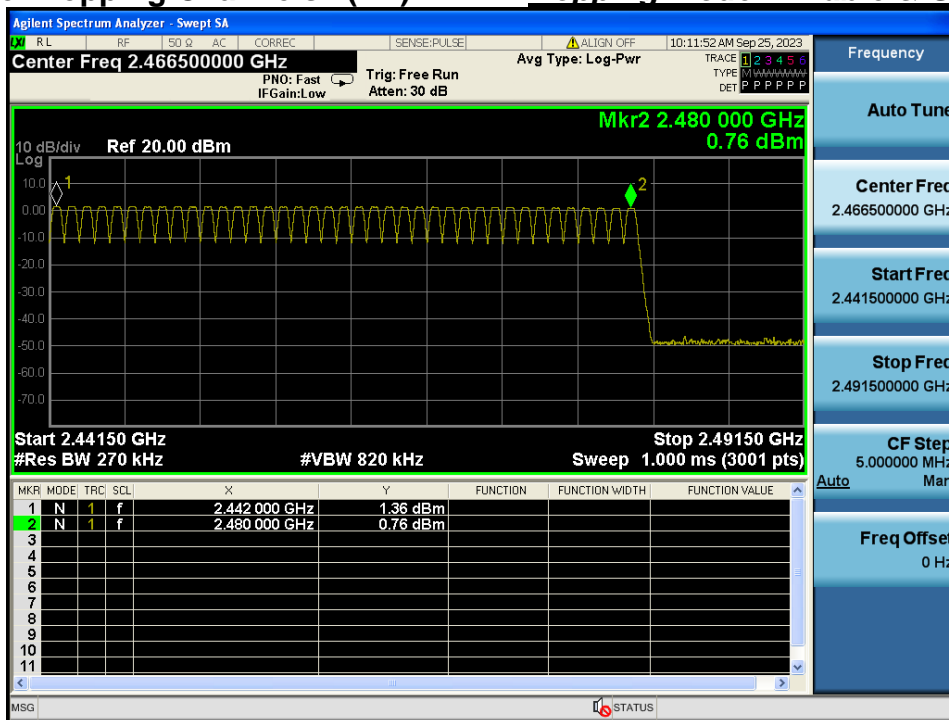 Agilent Spectrum Analyzer - Swept SA
LXI RL RF 50 Ω AC CORREC SENSE:PULSE ALIGN OFF 10:11:52 AM Sep 25, 2023
Center Freq 2.466500000 GHz
PNO: Fast
IFGain:Low
Trig: Free Run
Atten: 30 dB
Avg Type: Log-Pwr
TRACE 1 2 3 4 5 6
TYPE M W W W W W
DET P P P P P P
Frequency
Auto Tune
Mkr2 2.480 000 GHz
0.76 dBm
10 dB/div Ref 20.00 dBm
Log
10.0
0.00
-10.0
-20.0
-30.0
-40.0
-50.0
-60.0
-70.0
1
2
Center Freq
2.466500000 GHz
Start Freq
2.441500000 GHz
Stop Freq
2.491500000 GHz
Start 2.44150 GHz Stop 2.49150 GHz
#Res BW 270 kHz #VBW 820 kHz Sweep 1.000 ms (3001 pts)
CF Step
5.000000 MHz
Auto Man
MKR MODE TRC SCL X Y FUNCTION FUNCTION WIDTH FUNCTION VALUE
1 N 1 f 2.442 000 GHz 1.36 dBm
2 N 1 f 2.480 000 GHz 0.76 dBm
3
4
5
6
7
8
9
10
11
Freq Offset
0 Hz
MSG STATUS